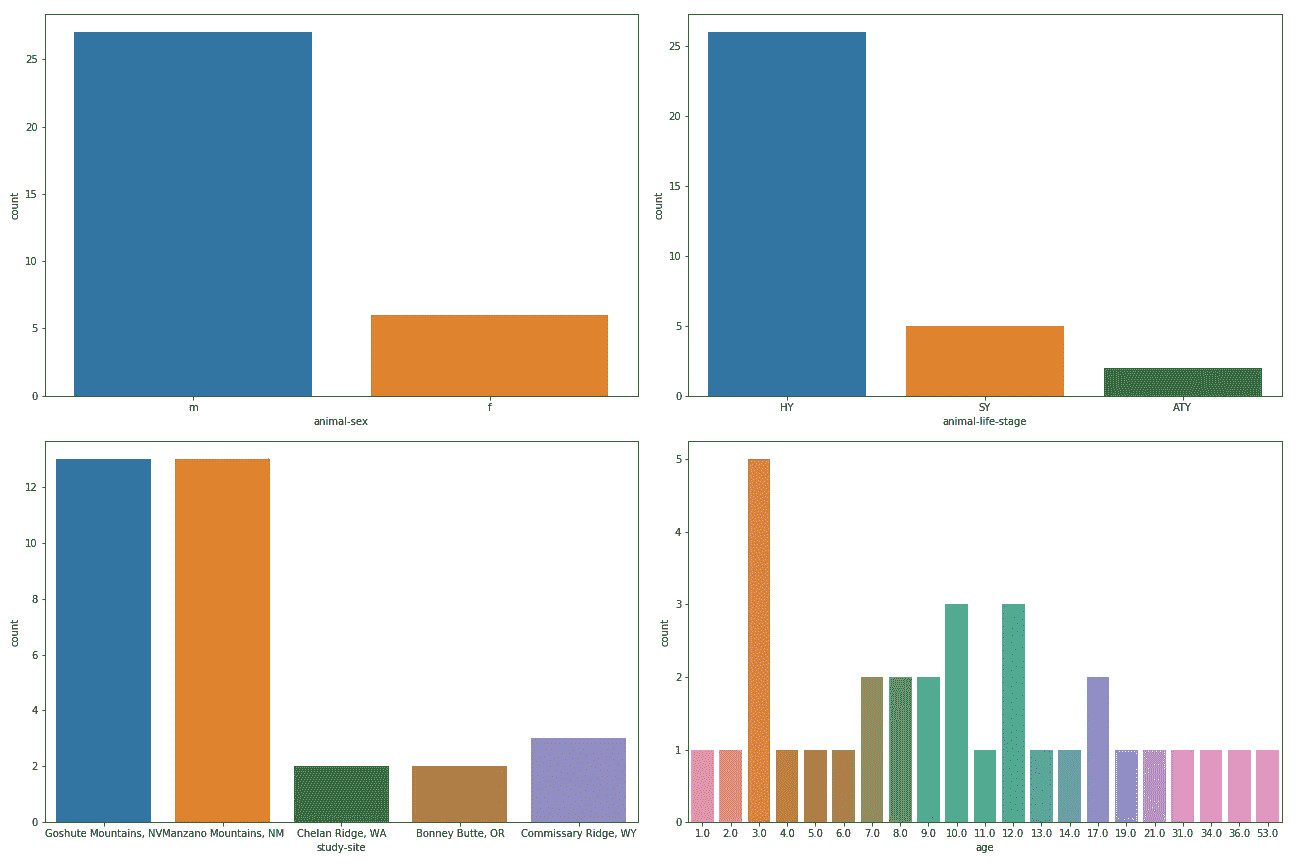 25
20
15
10
5
0
count
m f
animal-sex
25
20
15
10
5
0
count
HY SY ATY
animal-life-stage
12
10
8
6
4
2
0
count
Goshute Mountains, NV Manzano Mountains, NM Chelan Ridge, WA Bonney Butte, OR Commissary Ridge, WY
study-site
5
4
3
2
1
0
count
1.0 2.0 3.0 4.0 5.0 6.0 7.0 8.0 9.0 10.0 11.0 12.0 13.0 14.0 17.0 19.0 21.0 31.0 34.0 36.0 53.0
age